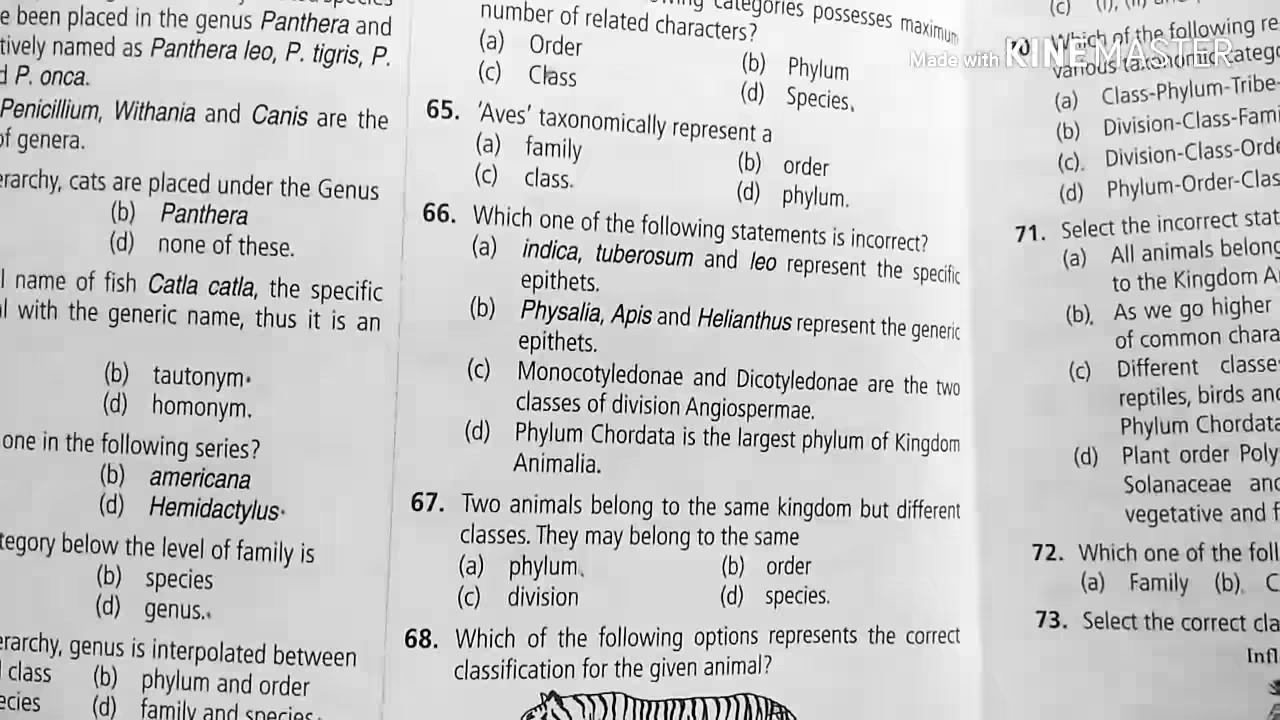 e been placed in the genus Panthera and
tively named as Panthera leo, P. tigris, P.
P. onca.
Penicillium, Withania and Canis are the
of genera.
erarchy, cats are placed under the Genus
(b) Panthera
(d) none of these.
l name of fish Catla catla, the specific
l with the generic name, thus it is an
(b) tautonym
(d) homonym.
one in the following series?
(b) americana
(d) Hemidactylus
tegory below the level of family is
(b) species
(d) genus.
erarchy, genus is interpolated between
class (b) phylum and order
ecies (d) family and species
categories possesses maximum
number of related characters?
(a) Order
(b) Phylum
(c) Class
(d) Species.
65. 'Aves' taxonomically represent a
(a) family
(b) order
(c) class.
(d) phylum.
66. Which one of the following statements is incorrect?
(a) indica, tuberosum and leo represent the specific
epithets.
(b) Physalia, Apis and Helianthus represent the generic
epithets.
(c) Monocotyledonae and Dicotyledonae are the two
classes of division Angiospermae.
(d) Phylum Chordata is the largest phylum of Kingdom
Animalia.
67. Two animals belong to the same kingdom but different
classes. They may belong to the same
(a) phylum
(b) order
(c) division
(d) species.
68. Which of the following options represents the correct
classification for the given animal?
Made with KINEMASTER
Which of the following re
various taxonomic catego
(a) Class-Phylum-Tribe-
(b) Division-Class-Fami
(c). Division-Class-Orde
(d) Phylum-Order-Clas
71. Select the incorrect stat
(a) All animals belong
to the Kingdom A
(b). As we go higher
of common chara
(c) Different classe
reptiles, birds and
Phylum Chordata
(d) Plant order Poly
Solanaceae and
vegetative and f
72. Which one of the foll
(a) Family (b). C
73. Select the correct cla
Infl